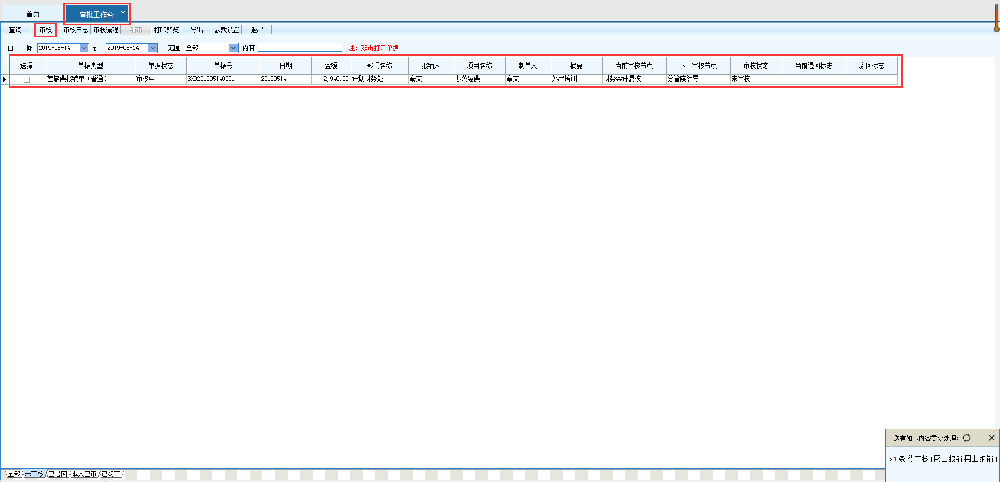 首页 审批工作台 ×
查询 审核 审核日志 审核流程 销审 打印预览 导出 参数设置 退出
日 期 2019-05-14 到 2019-05-14 范围 全部 内容 注：双击打开单据
选择 单据类型 单据状态 单据号 日期 金额 部门名称 报销人 项目名称 制单人 摘要 当前审核节点 下一审核节点 审核状态 当前退回标志 驳回标志
差旅费报销单（普通） 审核中 BXD201905140001 20190514 2,940.00 计划财务处 秦艾 办公经费 秦艾 外出培训 财务会计复核 分管院领导 未审核
您有如下内容需要处理：
>1 条 待审核 [ 网上报销-网上报销 ]
全部 未审核 已退回 本人已审 已终审